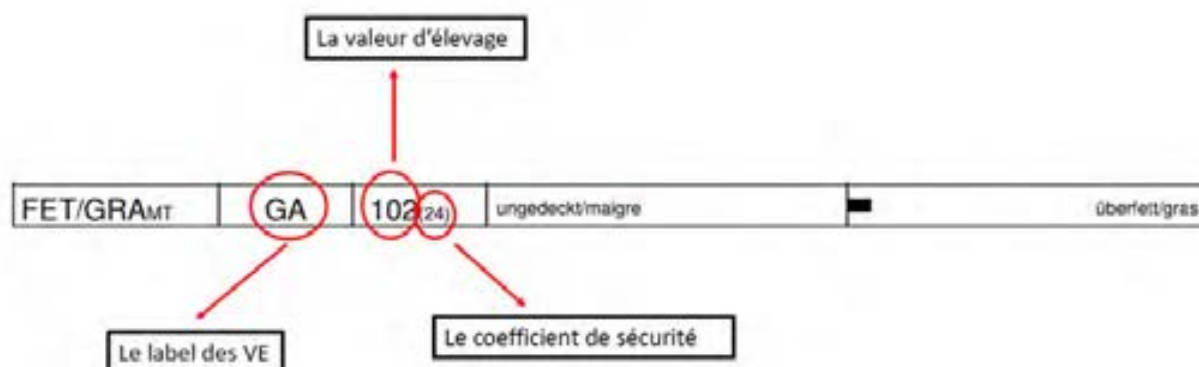 La valeur d'élevage
FET/GRAMT GA 102(24) ungedeckt/maigre überfett/gras
Le label des VE
Le coefficient de sécurité